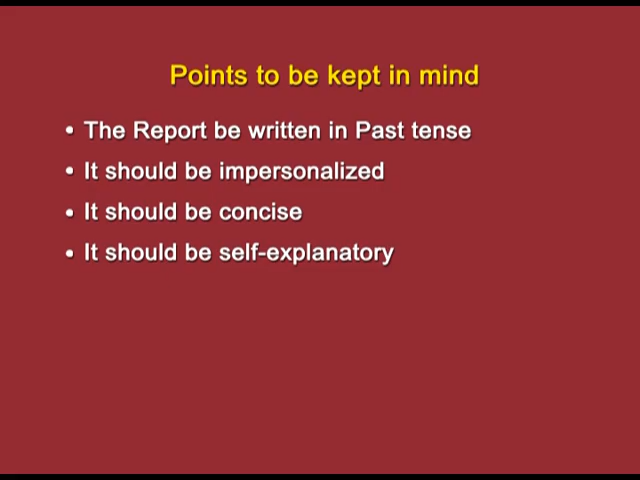 Points to be kept in mind
• The Report be written in Past tense
• It should be impersonalized
• It should be concise
• It should be self-explanatory